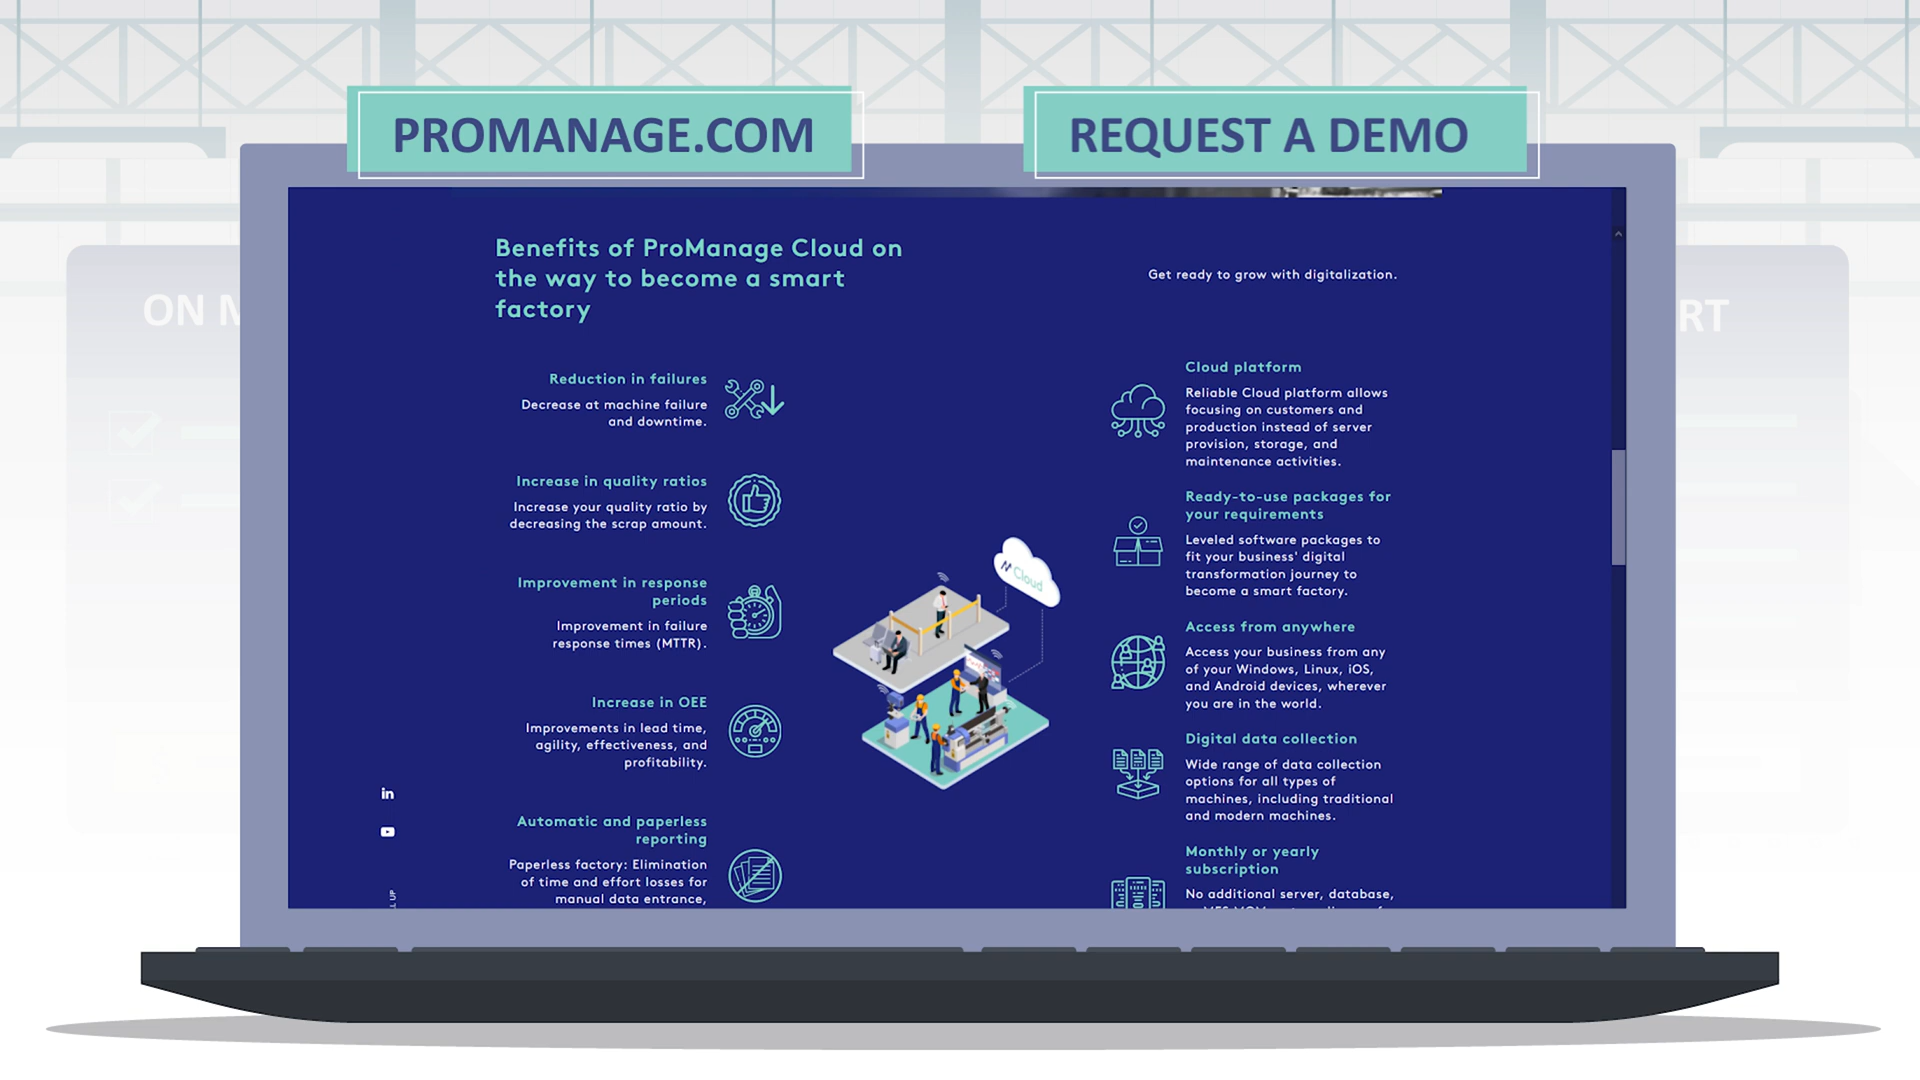 PROMANAGE.COM
REQUEST A DEMO
ON
RT
Benefits of ProManage Cloud on
the way to become a smart
factory
Get ready to grow with digitalization.
Reduction in failures
Decrease at machine failure
and downtime.
Increase in quality ratios
Increase your quality ratio by
decreasing the scrap amount.
Improvement in response
periods
Improvement in failure
response times (MTTR).
Increase in OEE
Improvements in lead time,
agility, effectiveness, and
profitability.
Automatic and paperless
reporting
Paperless factory: Elimination
of time and effort losses for
manual data entrance,
Cloud
Cloud platform
Reliable Cloud platform allows
focusing on customers and
production instead of server
provision, storage, and
maintenance activities.
Ready-to-use packages for
your requirements
Leveled software packages to
fit your business' digital
transformation journey to
become a smart factory.
Access from anywhere
Access your business from any
of your Windows, Linux, iOS,
and Android devices, wherever
you are in the world.
Digital data collection
Wide range of data collection
options for all types of
machines, including traditional
and modern machines.
Monthly or yearly
subscription
No additional server, database,
in
UP